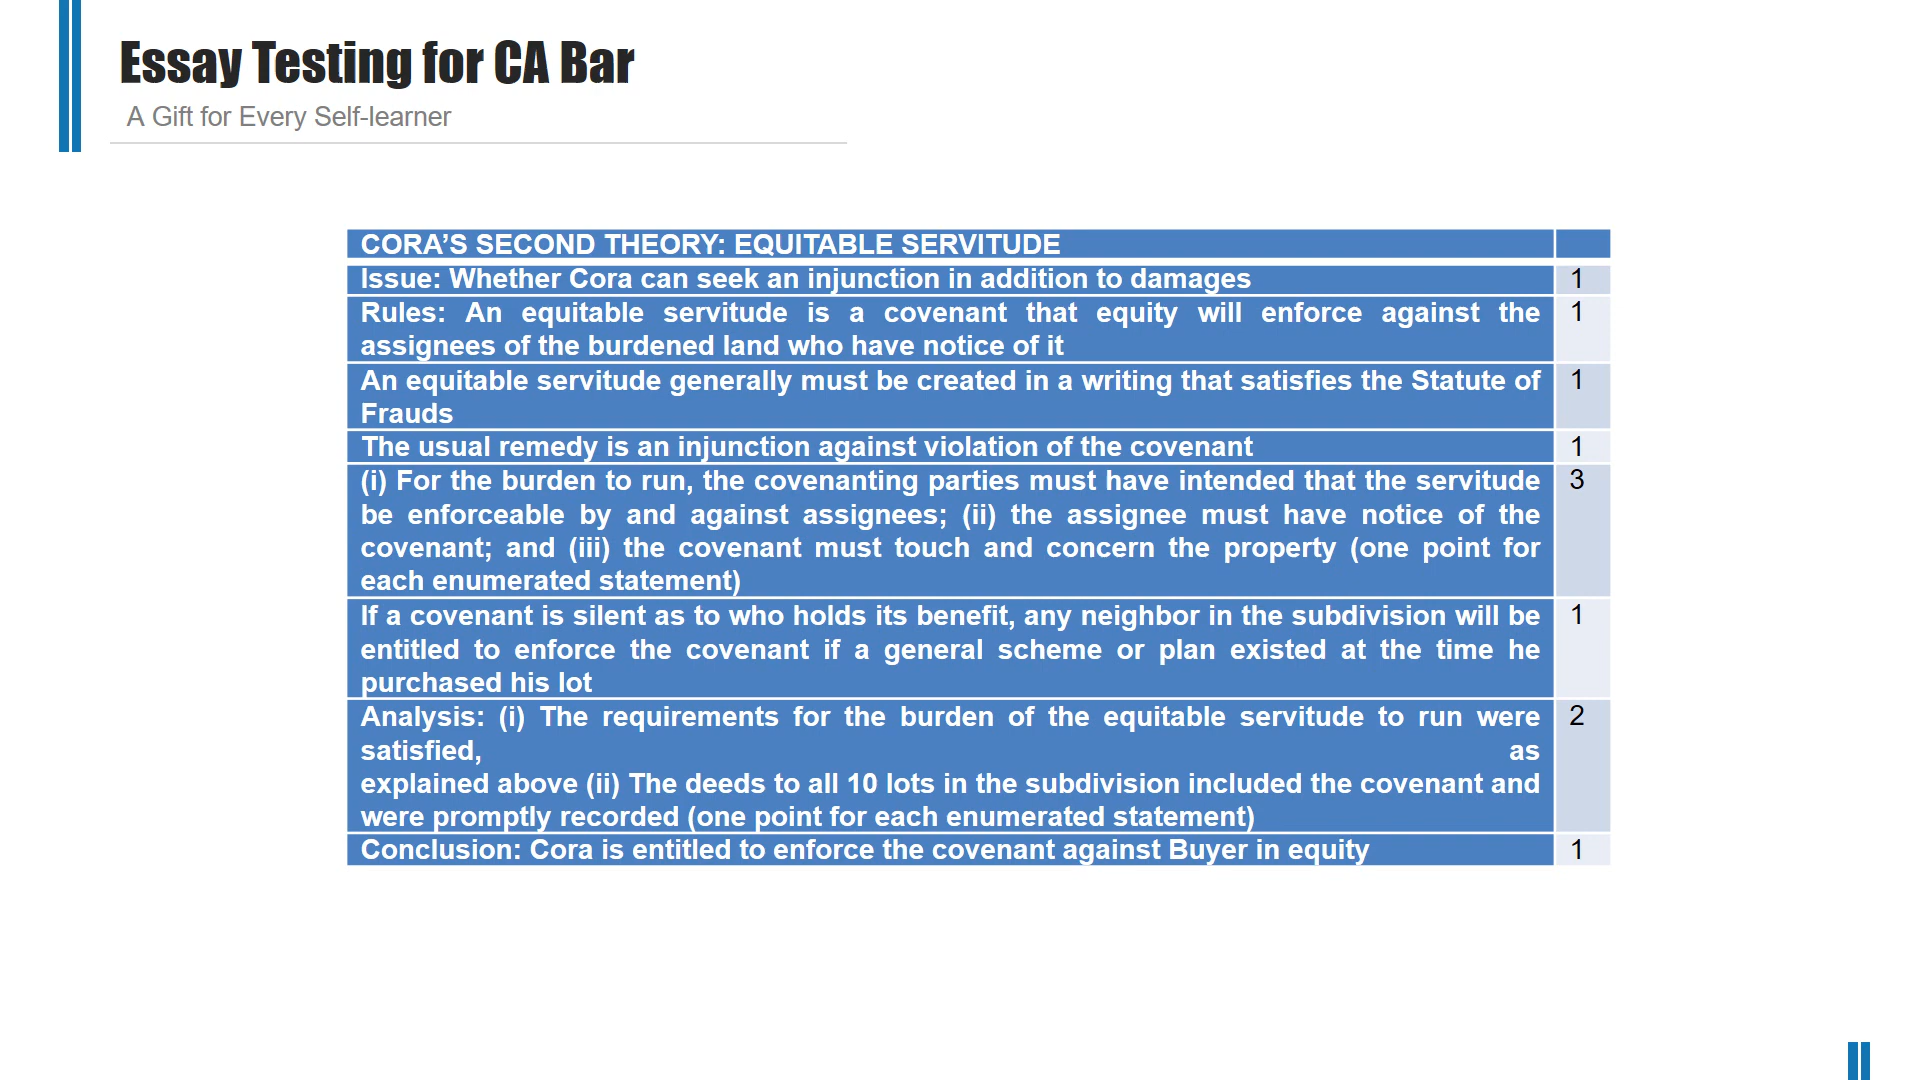 Essay Testing for CA Bar
A Gift for Every Self-learner
CORA’S SECOND THEORY: EQUITABLE SERVITUDE
Issue: Whether Cora can seek an injunction in addition to damages 1
Rules: An equitable servitude is a covenant that equity will enforce against the 1
assignees of the burdened land who have notice of it
An equitable servitude generally must be created in a writing that satisfies the Statute of 1
Frauds
The usual remedy is an injunction against violation of the covenant 1
(i) For the burden to run, the covenanting parties must have intended that the servitude 3
be enforceable by and against assignees; (ii) the assignee must have notice of the
covenant; and (iii) the covenant must touch and concern the property (one point for
each enumerated statement)
If a covenant is silent as to who holds its benefit, any neighbor in the subdivision will be 1
entitled to enforce the covenant if a general scheme or plan existed at the time he
purchased his lot
Analysis: (i) The requirements for the burden of the equitable servitude to run were 2
satisfied, as
explained above (ii) The deeds to all 10 lots in the subdivision included the covenant and
were promptly recorded (one point for each enumerated statement)
Conclusion: Cora is entitled to enforce the covenant against Buyer in equity 1